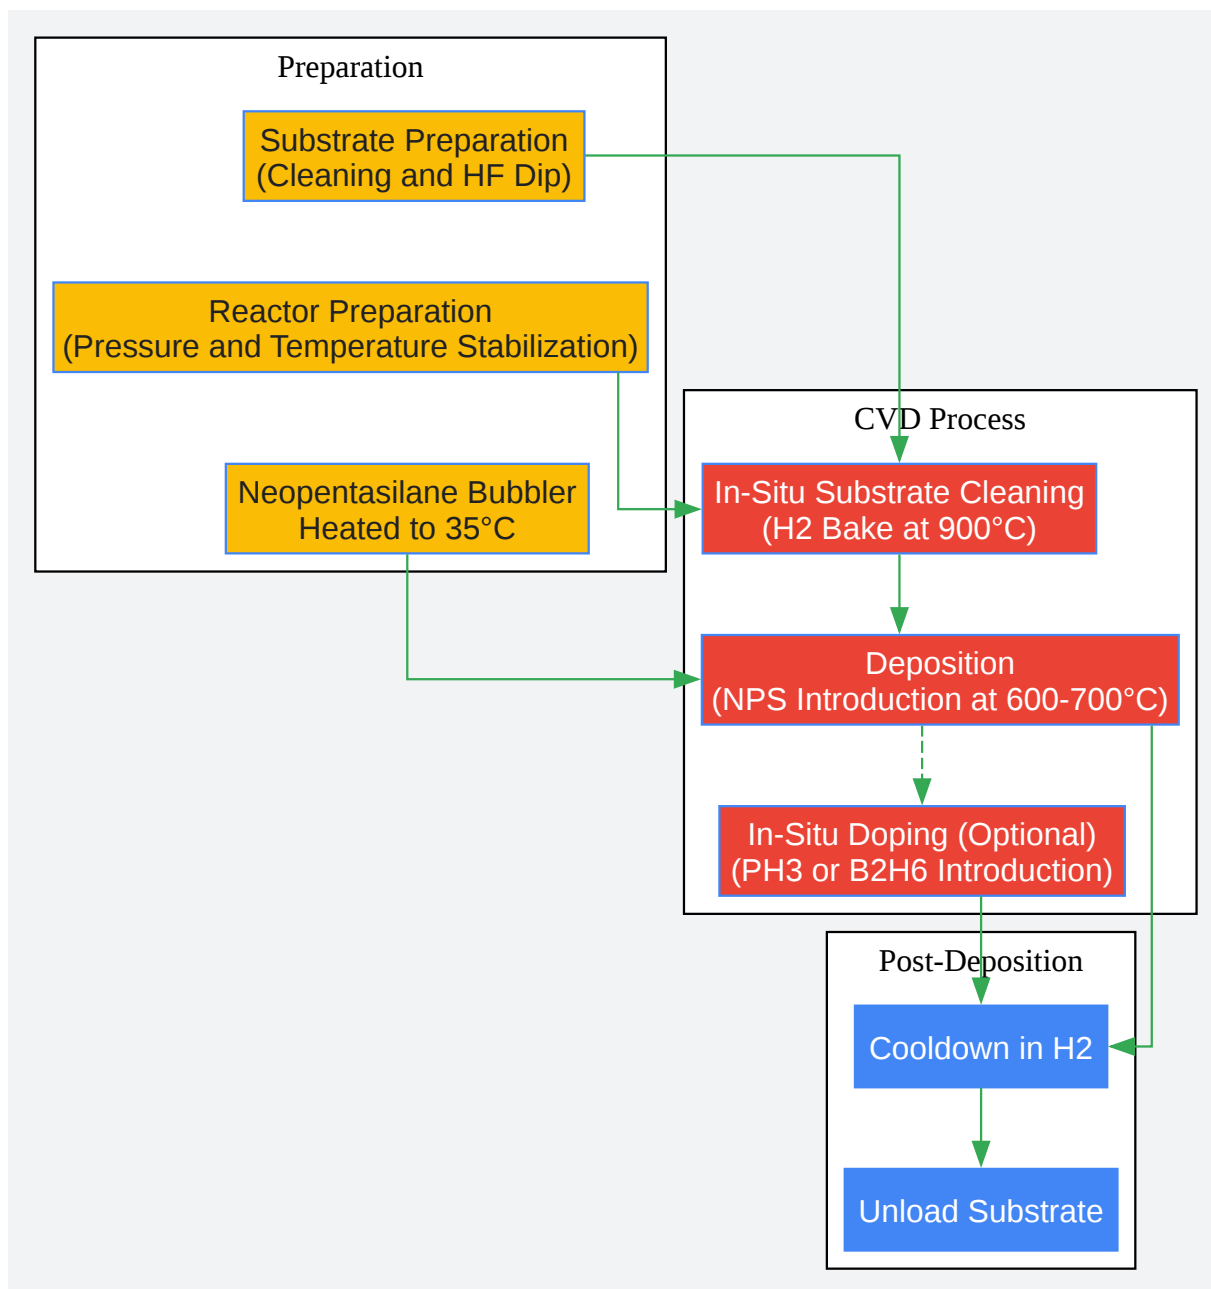 Preparation
Substrate Preparation
(Cleaning and HF Dip)
Reactor Preparation
(Pressure and Temperature Stabilization)
Neopentasilane Bubbler
Heated to 35°C
CVD Process
In-Situ Substrate Cleaning
(H2 Bake at 900°C)
Deposition
(NPS Introduction at 600-700°C)
In-Situ Doping (Optional)
(PH3 or B2H6 Introduction)
Post-Deposition
Cooldown in H2
Unload Substrate